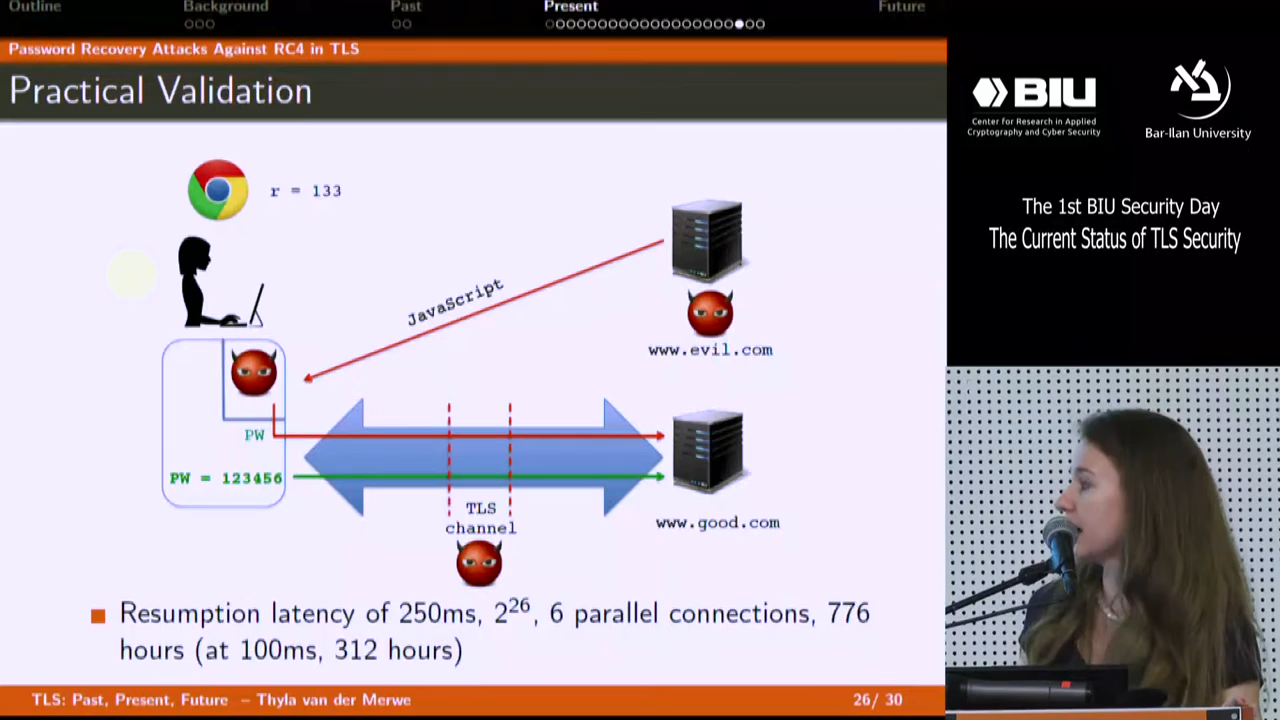 Outline Background Past Present Future
Password Recovery Attacks Against RC4 in TLS
Practical Validation
r = 133
JavaScript
www.evil.com
PW
PW = 123456
TLS
channel
www.good.com
Resumption latency of 250ms, 2^26, 6 parallel connections, 776
hours (at 100ms, 312 hours)
TLS: Past, Present, Future – Thyla van der Merwe 26/ 30
BIU
Center for Research in Applied
Cryptography and Cyber Security
Bar-Ilan University
The 1st BIU Security Day
The Current Status of TLS Security